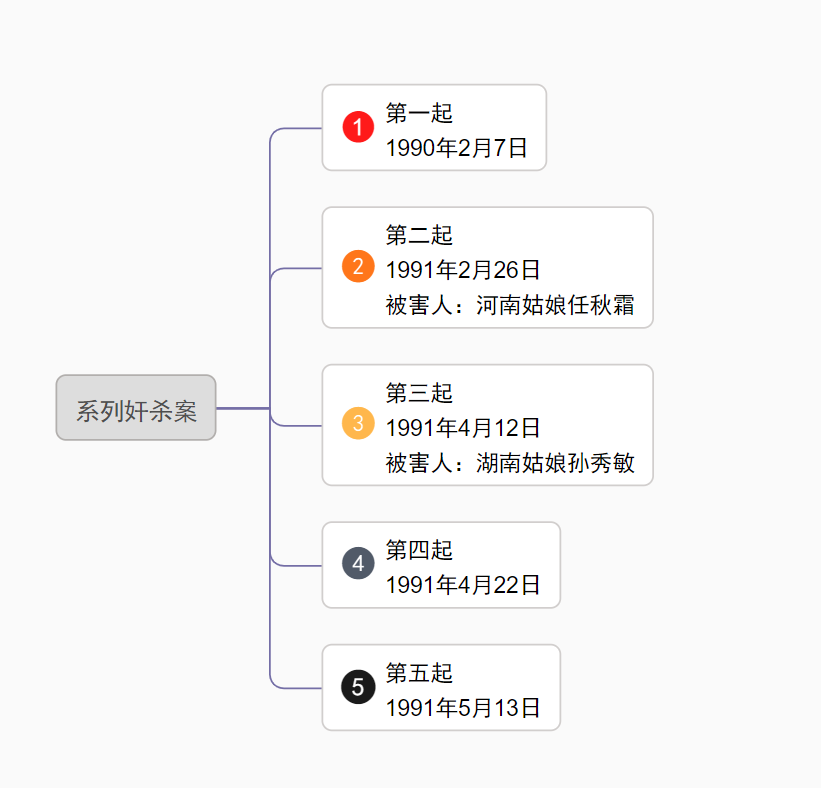 系列奸杀案
1
第一起
1990年2月7日
2
第二起
1991年2月26日
被害人：河南姑娘任秋霜
3
第三起
1991年4月12日
被害人：湖南姑娘孙秀敏
4
第四起
1991年4月22日
5
第五起
1991年5月13日